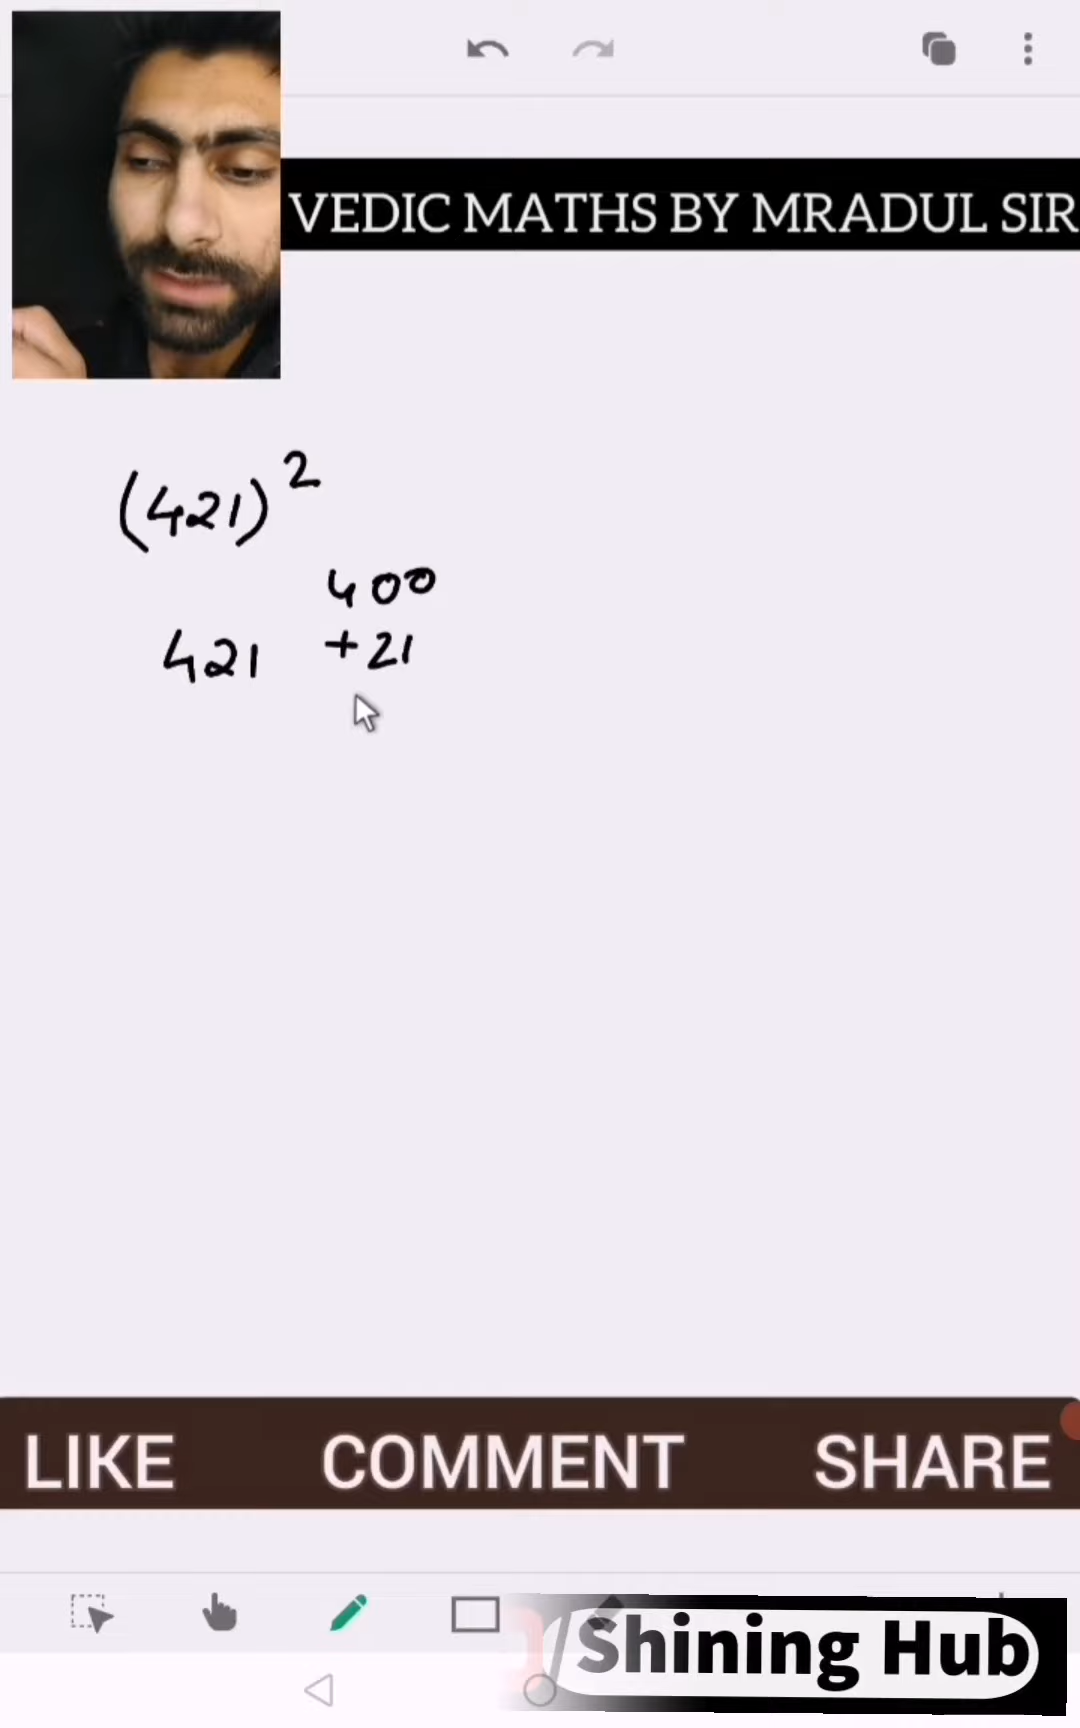 VEDIC MATHS BY MRADUL SIR
(421)²
400
421 +21
LIKE COMMENT SHARE
Shining Hub